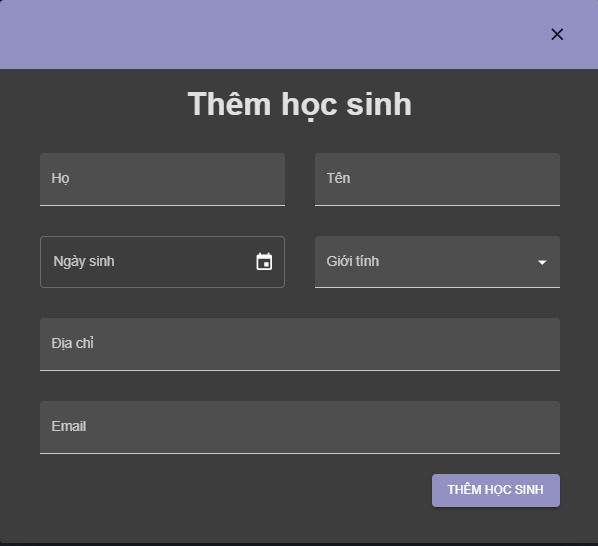 Thêm học sinh
Họ
Tên
Ngày sinh
Giới tính
Địa chỉ
Email
THÊM HỌC SINH